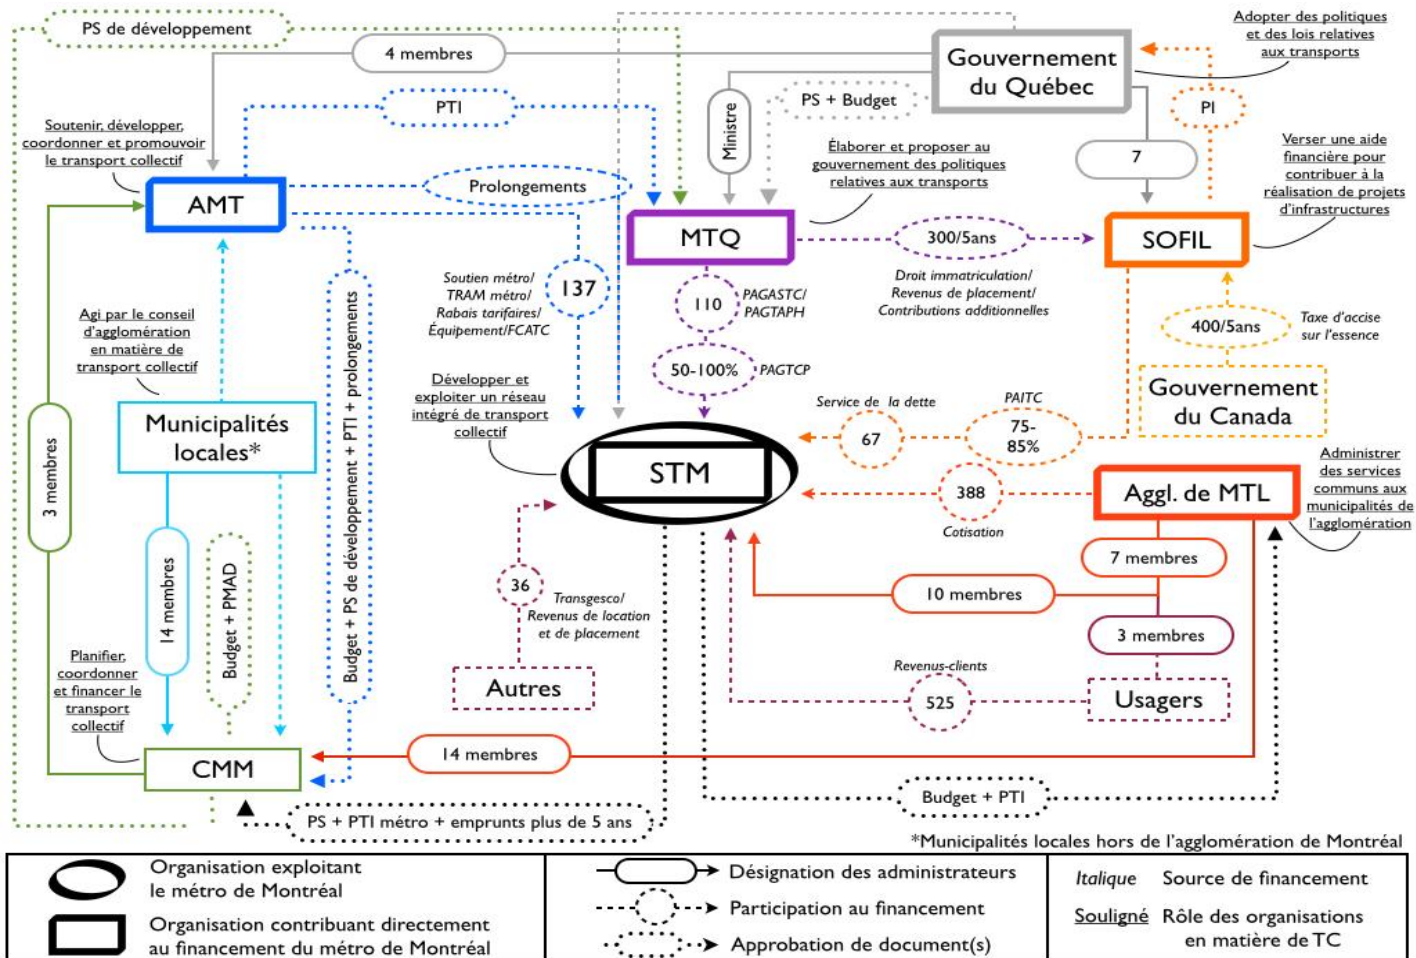 PS de développement
4 membres
Gouvernement
du Québec
Adopter des politiques
et des lois relatives
aux transports
PTI
Ministre
PS + Budget
PI
7
Soutenir, développer,
coordonner et promouvoir
le transport collectif
Élaborer et proposer au
gouvernement des politiques
relatives aux transports
Verser une aide
financière pour
contribuer à la
réalisation de projets
d'infrastructures
AMT
Prolongements
MTQ
300/5ans
SOFIL
Soutien métro/
TRAM métro/
Rabais tarifaires/
Équipement/FCATC
137
110
PAGASTC/
PAGTAPH
Droit immatriculation/
Revenus de placement/
Contributions additionnelles
400/5ans
Taxe d'accise
sur l'essence
Agi par le conseil
d'agglomération
en matière de
transport collectif
50-100%
PAGTCP
Gouvernement
du Canada
Développer et
exploiter un réseau
intégré de transport
collectif
Service de la dette
67
PAITC
75-
85%
Municipalités
locales*
3 membres
STM
388
Cotisation
Aggl. de MTL
Administrer
des services
communs aux
municipalités de
l'agglomération
Budget + PS de développement + PTI + prolongements
14 membres
Budget + PMAD
36
Transgesco/
Revenus de location
et de placement
7 membres
10 membres
3 membres
Planifier,
coordonner
et financer le
transport
collectif
Autres
Revenus-clients
525
Usagers
CMM
14 membres
Budget + PTI
PS + PTI métro + emprunts plus de 5 ans
*Municipalités locales hors de l'agglomération de Montréal
Organisation exploitant
le métro de Montréal
Organisation contribuant directement
au financement du métro de Montréal
Désignation des administrateurs
Participation au financement
Approbation de document(s)
Italique Source de financement
Souligné Rôle des organisations
en matière de TC